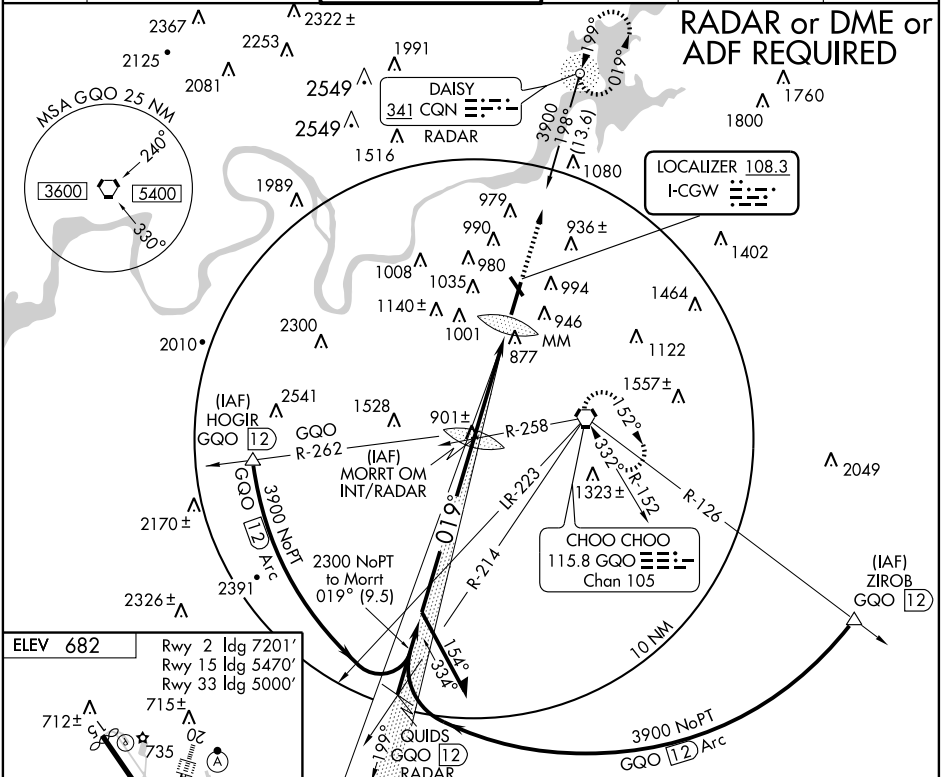 RADAR or DME or
ADF REQUIRED
2367
2322 ±
2253
2125
2081
1991
2549
2549
1516
DAISY
341 CQN
RADAR
199°
019°
3900
198°
(13.6)
1080
1760
1800
MSA GQO 25 NM
240°
3600
5400
330°
LOCALIZER 108.3
I-CGW
1989
979
990
936 ±
1402
1008
980
1035
994
1464
1140 ±
1001
946
MM
877
1122
2300
2010
1557 ±
(IAF)
HOGIR
GQO 12
2541
1528
901 ±
GQO
R-262
R-258
(IAF)
MORRT OM
INT/RADAR
152°
332°
R-152
1323 ±
2049
R-126
LR-223
R-214
019°
3900 NoPT
GQO 12 Arc
2170 ±
CHOO CHOO
115.8 GQO
Chan 105
(IAF)
ZIROB
GQO 12
2300 NoPT
to Morrt
019° (9.5)
2391
2326 ±
154°
334°
10 NM
3900 NoPT
GQO 12 Arc
199°
QUIDS
GQO 12
RADAR
ELEV 682
Rwy 2 ldg 7201'
Rwy 15 ldg 5470'
Rwy 33 ldg 5000'
712 ±
715 ±
735
20
A